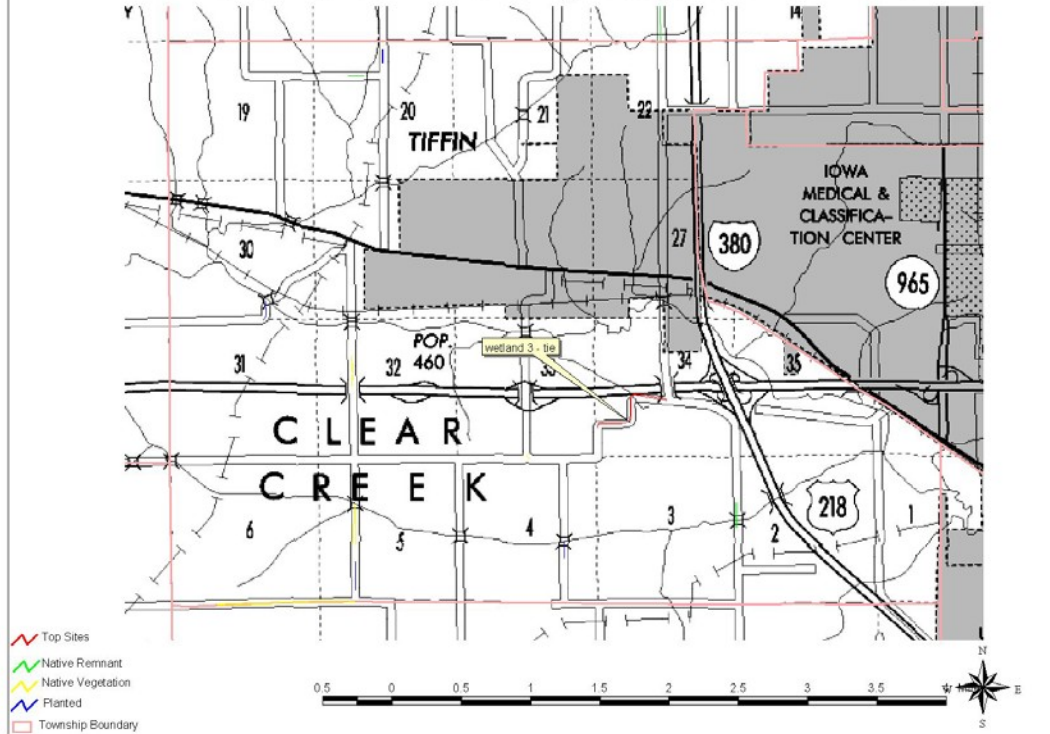 Y
14
19
20
21
22
TIFFIN
IOWA
MEDICAL &
CLASSIFICA-
TION CENTER
30
27
380
965
POP.
460
wetland 3 - tie
31
32
33
34
35
CLEAR
CREEK
6
5
4
3
2
218
1
Top Sites
Native Remnant
Native Vegetation
Planted
Township Boundary
0.5 0 0.5 1 1.5 2 2.5 3 3.5
N
W E
S